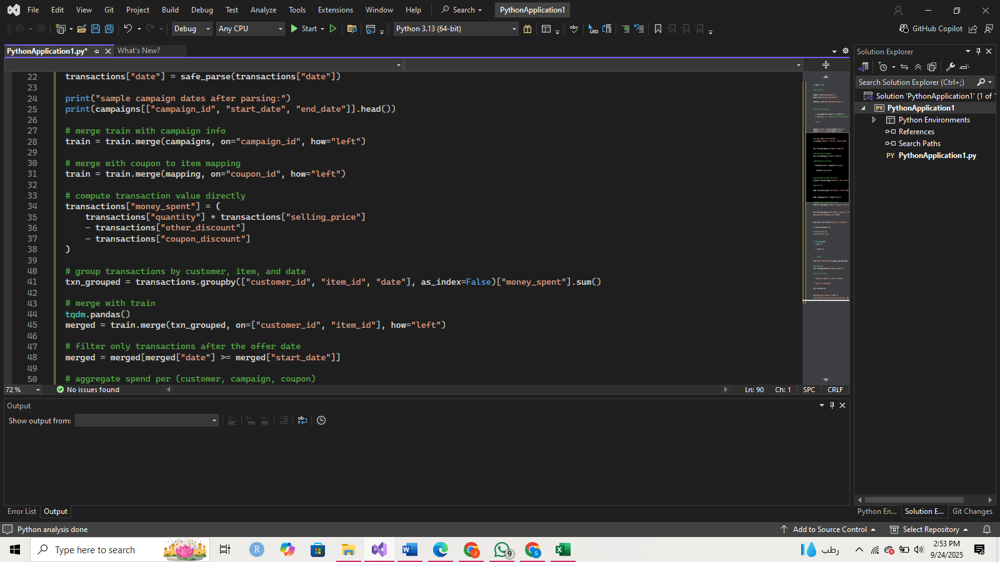 File Edit View Git Project Build Debug Test Analyze Tools Extensions Window Help Search PythonApplication1
Debug Any CPU Start Python 3.13 (64-bit) GitHub Copilot
PythonApplication1.py* What's New?
22 transactions["date"] = safe_parse(transactions["date"])
23
24 print("sample campaign dates after parsing:")
25 print(campaigns[["campaign_id", "start_date", "end_date"]].head())
26
27 # merge train with campaign info
28 train = train.merge(campaigns, on="campaign_id", how="left")
29
30 # merge with coupon to item mapping
31 train = train.merge(mapping, on="coupon_id", how="left")
32
33 # compute transaction value directly
34 transactions["money_spent"] = (
35 transactions["quantity"] * transactions["selling_price"]
36 - transactions["other_discount"]
37 - transactions["coupon_discount"]
38 )
39
40 # group transactions by customer, item, and date
41 txn_grouped = transactions.groupby(["customer_id", "item_id", "date"], as_index=False)["money_spent"].sum()
42
43 # merge with train
44 tqdm.pandas()
45 merged = train.merge(txn_grouped, on=["customer_id", "item_id"], how="left")
46
47 # filter only transactions after the offer date
48 merged = merged[merged["date"] >= merged["start_date"]]
49
50 # aggregate spend per (customer, campaign, coupon)
72 % No issues found Ln: 90 Ch: 1 SPC CRLF
Output
Show output from:
Error List Output
Solution Explorer
Search Solution Explorer (Ctrl+;)
Solution 'PythonApplication1' (1 of 1
PY PythonApplication1
Python Environments
References
Search Paths
PY PythonApplication1.py
Python En... Solution E... Git Changes
Python analysis done Add to Source Control Select Repository
Type here to search
9
رطب
2:53 PM
9/24/2025